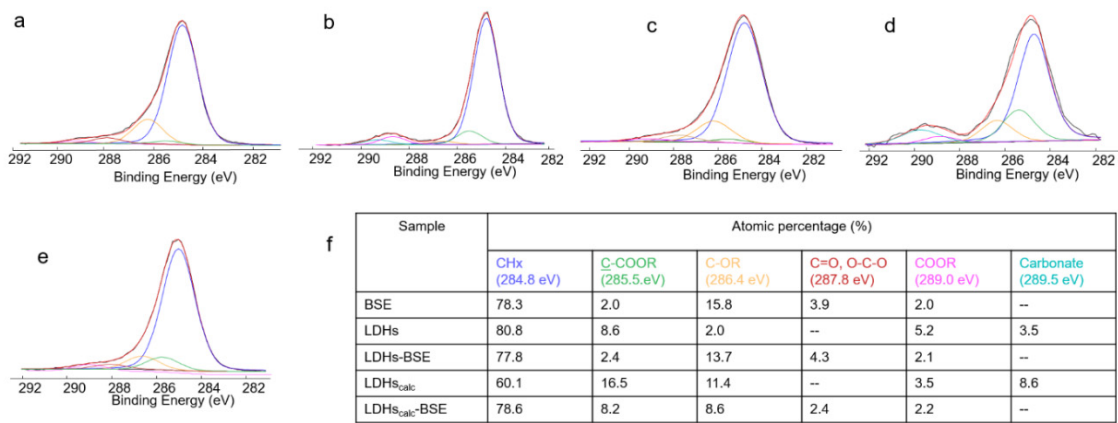 a
292 290 288 286 284 282
Binding Energy (eV)
b
292 290 288 286 284 282
Binding Energy (eV)
c
292 290 288 286 284 282
Binding Energy (eV)
d
292 290 288 286 284 282
Binding Energy (eV)
e
292 290 288 286 284 282
Binding Energy (eV)
f
Sample Atomic percentage (%)
CHx C-COOR C-OR C=O, O-C-O COOR Carbonate
(284.8 eV) (285.5.eV) (286.4 eV) (287.8 eV) (289.0 eV) (289.5 eV)
BSE 78.3 2.0 15.8 3.9 2.0 --
LDHs 80.8 8.6 2.0 -- 5.2 3.5
LDHs-BSE 77.8 2.4 13.7 4.3 2.1 --
LDHscalc 60.1 16.5 11.4 -- 3.5 8.6
LDHscalc-BSE 78.6 8.2 8.6 2.4 2.2 --